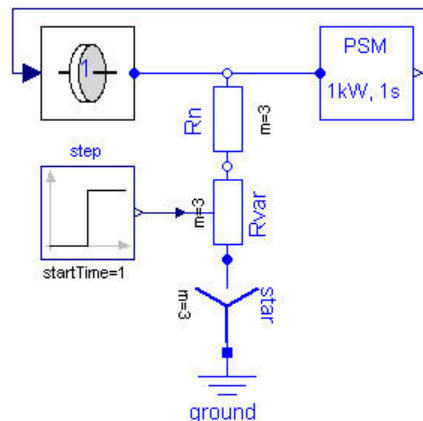 PSM
1
1kW, 1s
Rn
m=3
step
m=3
Rvar
startTime=1
star
m=3
ground